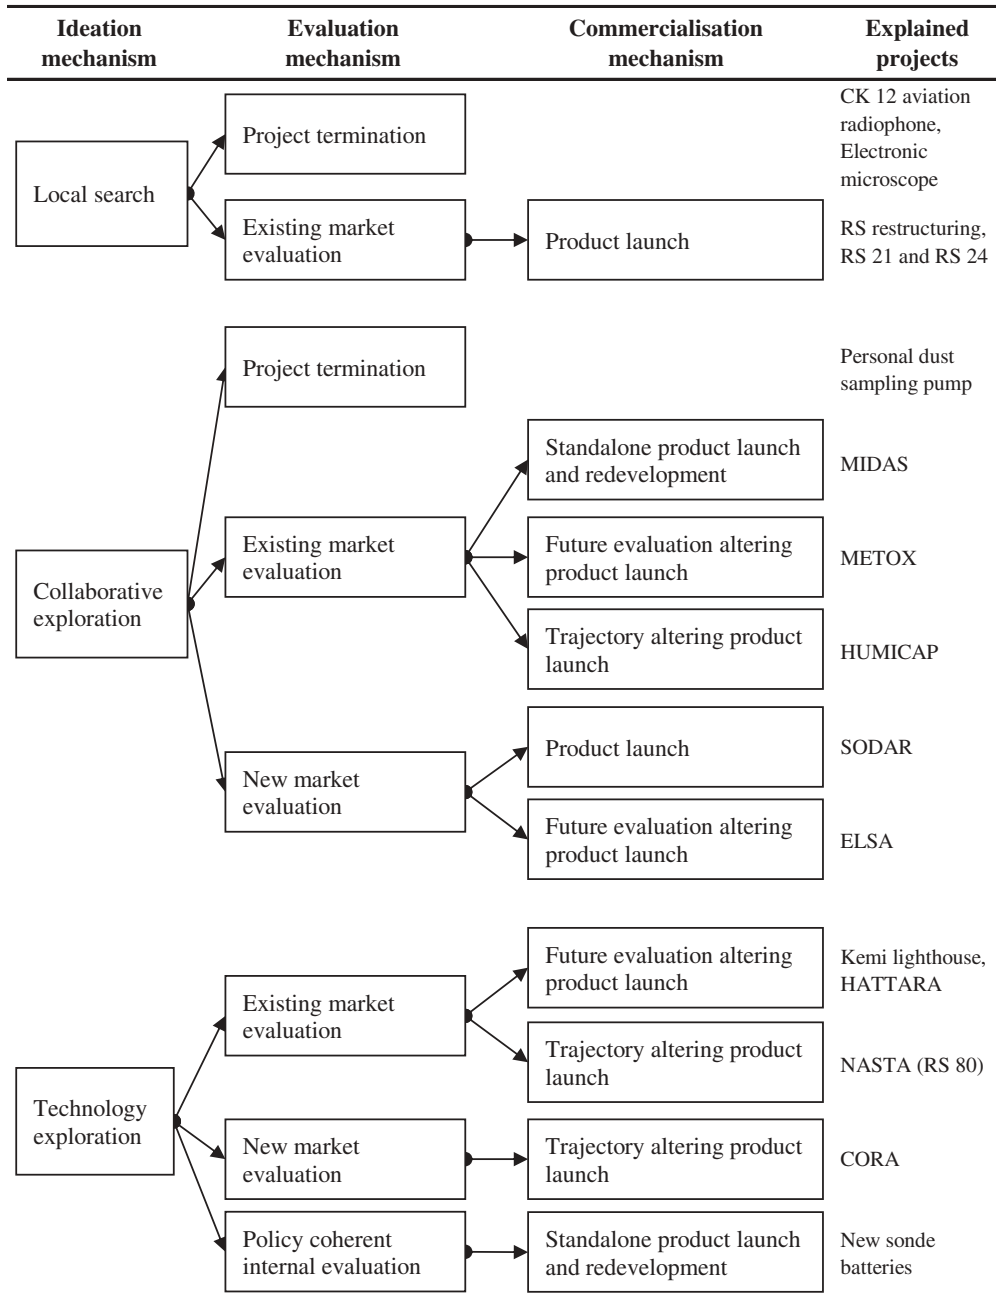 Ideation mechanism
Evaluation mechanism
Commercialisation mechanism
Explained projects
Local search
Project termination
CK 12 aviation
radiophone,
Electronic
microscope
Existing market
evaluation
Product launch
RS restructuring,
RS 21 and RS 24
Collaborative
exploration
Project termination
Personal dust
sampling pump
Existing market
evaluation
Standalone product launch
and redevelopment
MIDAS
Future evaluation altering
product launch
METOX
Trajectory altering product
launch
HUMICAP
New market
evaluation
Product launch
SODAR
Future evaluation altering
product launch
ELSA
Technology
exploration
Existing market
evaluation
Future evaluation altering
product launch
Kemi lighthouse,
HATTARA
Trajectory altering product
launch
NASTA (RS 80)
New market
evaluation
Trajectory altering product
launch
CORA
Policy coherent
internal evaluation
Standalone product launch
and redevelopment
New sonde
batteries